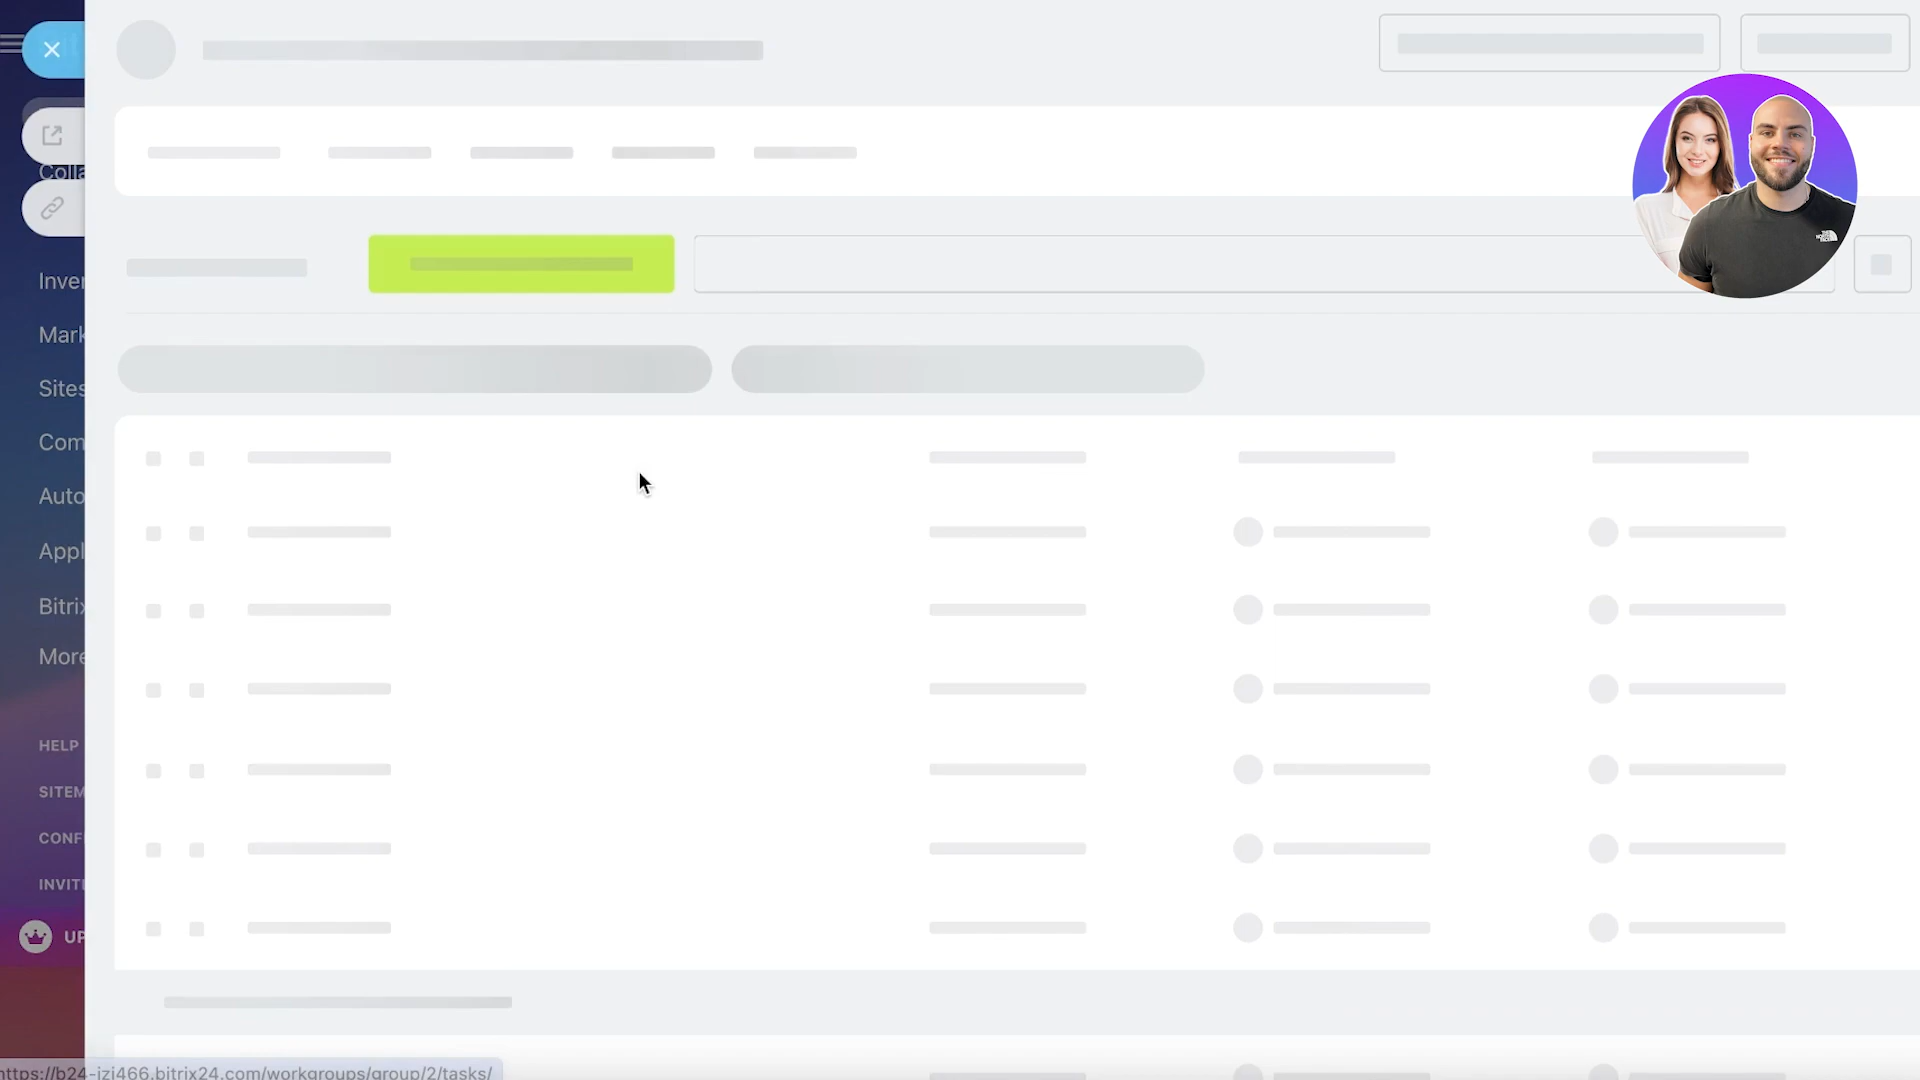 Colla
Inver
Mark
Sites
Com
Auto
Appl
Bitrix
More
HELP
SITEM
CONF
INVIT
UP
https://b24-jzj466.bitrix24.com/workgroups/group/2/tasks/